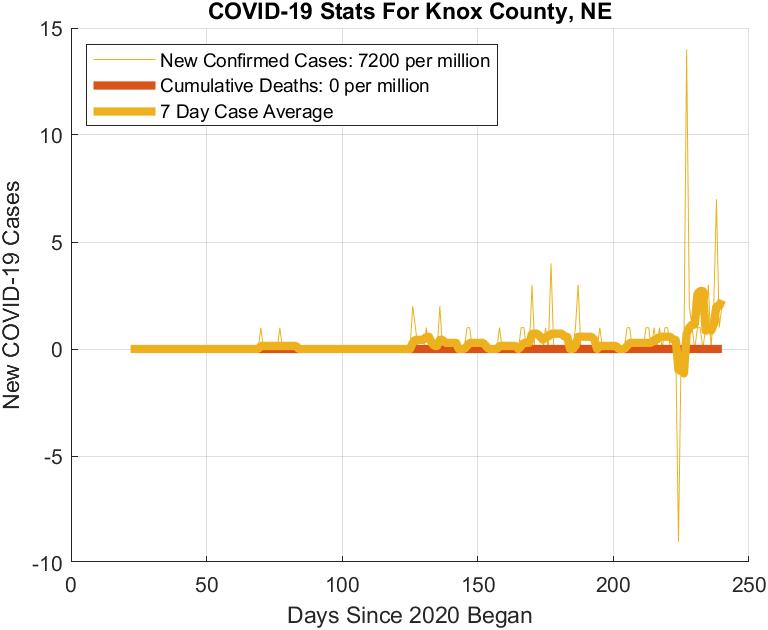 COVID-19 Stats For Knox County, NE
New Confirmed Cases: 7200 per million
Cumulative Deaths: 0 per million
7 Day Case Average
15
10
5
0
-5
-10
New COVID-19 Cases
0 50 100 150 200 250
Days Since 2020 Began